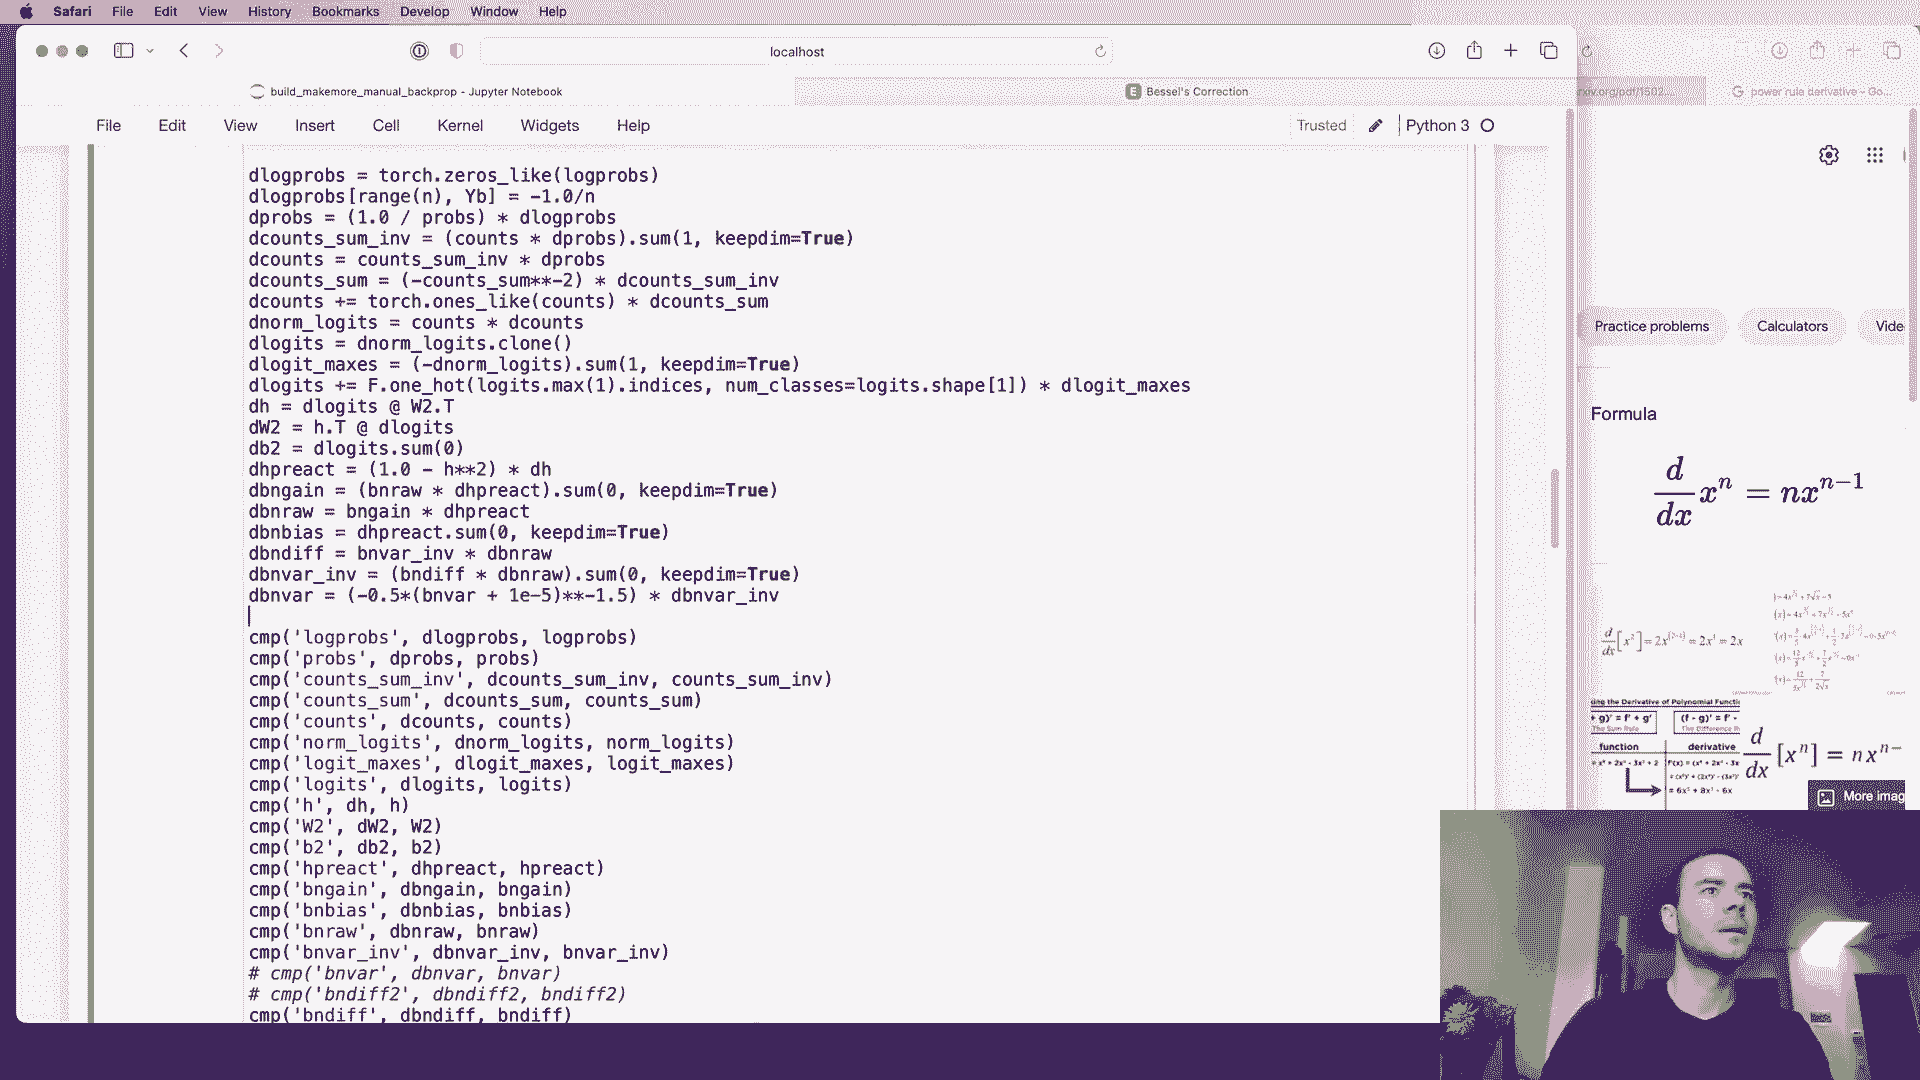 Safari File Edit View History Bookmarks Develop Window Help
localhost
build_makemore_manual_backprop - Jupyter Notebook
E Bessel's Correction
rxiv.org/pdf/1502....
G power rule derivative - Go...
File Edit View Insert Cell Kernel Widgets Help
Trusted Python 3
dlogprobs = torch.zeros_like(logprobs)
dlogprobs[range(n), Yb] = -1.0/n
dprobs = (1.0 / probs) * dlogprobs
dcounts_sum_inv = (counts * dprobs).sum(1, keepdim=True)
dcounts = counts_sum_inv * dprobs
dcounts_sum = (-counts_sum**-2) * dcounts_sum_inv
dcounts += torch.ones_like(counts) * dcounts_sum
dnorm_logits = counts * dcounts
dlogits = dnorm_logits.clone()
dlogit_maxes = (-dnorm_logits).sum(1, keepdim=True)
dlogits += F.one_hot(logits.max(1).indices, num_classes=logits.shape[1]) * dlogit_maxes
dh = dlogits @ W2.T
dW2 = h.T @ dlogits
db2 = dlogits.sum(0)
dhpreact = (1.0 - h**2) * dh
dbngain = (bnraw * dhpreact).sum(0, keepdim=True)
dbnraw = bngain * dhpreact
dbnbias = dhpreact.sum(0, keepdim=True)
dbndiff = bnvar_inv * dbnraw
dbnvar_inv = (bndiff * dbnraw).sum(0, keepdim=True)
dbnvar = (-0.5*(bnvar + 1e-5)**-1.5) * dbnvar_inv
cmp('logprobs', dlogprobs, logprobs)
cmp('probs', dprobs, probs)
cmp('counts_sum_inv', dcounts_sum_inv, counts_sum_inv)
cmp('counts_sum', dcounts_sum, counts_sum)
cmp('counts', dcounts, counts)
cmp('norm_logits', dnorm_logits, norm_logits)
cmp('logit_maxes', dlogit_maxes, logit_maxes)
cmp('logits', dlogits, logits)
cmp('h', dh, h)
cmp('W2', dW2, W2)
cmp('b2', db2, b2)
cmp('hpreact', dhpreact, hpreact)
cmp('bngain', dbngain, bngain)
cmp('bnbias', dbnbias, bnbias)
cmp('bnraw', dbnraw, bnraw)
cmp('bnvar_inv', dbnvar_inv, bnvar_inv)
# cmp('bnvar', dbnvar, bnvar)
# cmp('bndiff2', dbndiff2, bndiff2)
cmp('bndiff', dbndiff, bndiff)
Practice problems Calculators Vide
Formula
d/dx x^n = nx^{n-1}
function derivative
d/dx [x^n] = nx^{n-
More imag